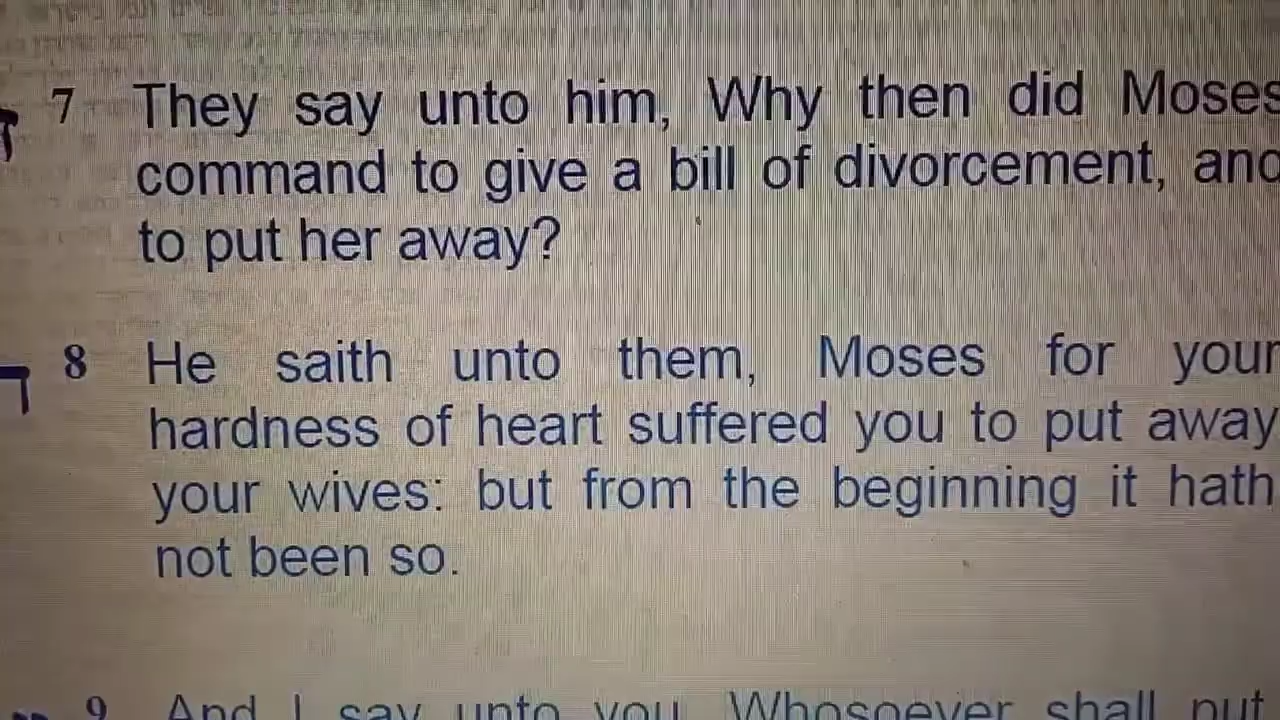 7 They say unto him, Why then did Moses
command to give a bill of divorcement, and
to put her away?
8 He saith unto them, Moses for your
hardness of heart suffered you to put away
your wives: but from the beginning it hath
not been so.
9 And I say unto you, Whosoever shall put